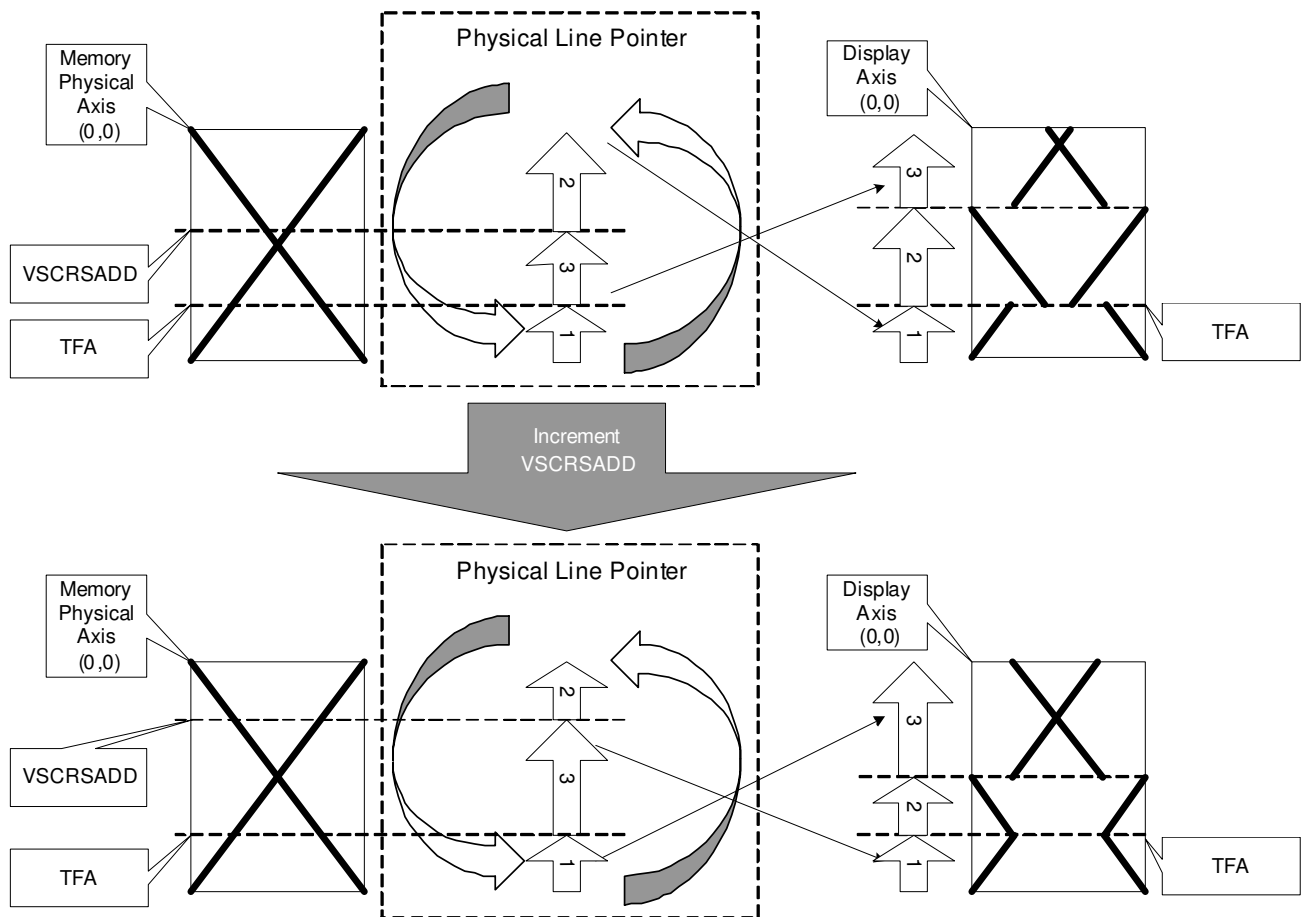 Physical Line Pointer
Memory
Physical
Axis
(0,0)
Display
Axis
(0,0)
2
3
1
3
2
1
VSCRSADD
TFA
TFA
Increment
VSCRSADD
Physical Line Pointer
Memory
Physical
Axis
(0,0)
Display
Axis
(0,0)
2
3
1
3
2
1
VSCRSADD
TFA
TFA